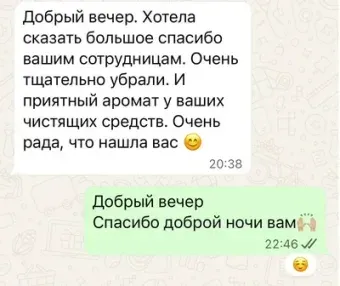 Добрый вечер. Хотела
сказать большое спасибо
вашим сотрудницам. Очень
тщательно убрали. И
приятный аромат у ваших
чистящих средств. Очень
рада, что нашла вас 😊
20:38
Добрый вечер
Спасибо доброй ночи вам🙌🏼
22:46